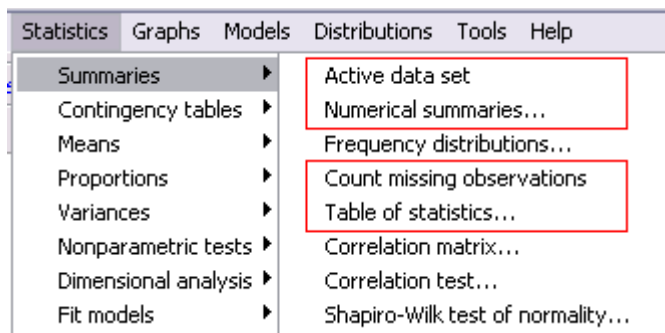 Statistics Graphs Models Distributions Tools Help
Summaries
Contingency tables
Means
Proportions
Variances
Nonparametric tests
Dimensional analysis
Fit models
Active data set
Numerical summaries...
Frequency distributions...
Count missing observations
Table of statistics...
Correlation matrix...
Correlation test...
Shapiro-Wilk test of normality...